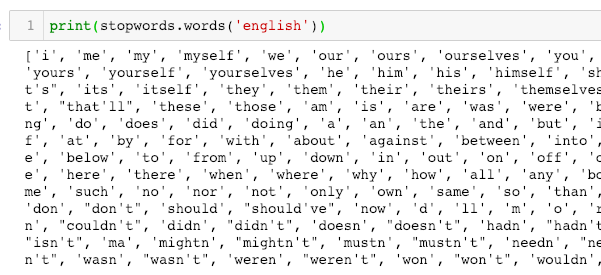 1 print(stopwords.words('english'))
['i', 'me', 'my', 'myself', 'we', 'our', 'ours', 'ourselves', 'you',
'yours', 'yourself', 'yourselves', 'he', 'him', 'his', 'himself', 'sh
t's", 'its', 'itself', 'they', 'them', 'their', 'theirs', 'themselves
t', "that'll", 'these', 'those', 'am', 'is', 'are', 'was', 'were', 'b
ng', 'do', 'does', 'did', 'doing', 'a', 'an', 'the', 'and', 'but', 'i
f', 'at', 'by', 'for', 'with', 'about', 'against', 'between', 'into',
e', 'below', 'to', 'from', 'up', 'down', 'in', 'out', 'on', 'off', 'o
e', 'here', 'there', 'when', 'where', 'why', 'how', 'all', 'any', 'bo
me', 'such', 'no', 'nor', 'not', 'only', 'own', 'same', 'so', 'than',
'don', "don't", 'should', "should've", 'now', 'd', 'll', 'm', 'o', 'r
n', "couldn't", 'didn', "didn't", 'doesn', "doesn't", 'hadn', "hadn't
"isn't", 'ma', 'mightn', "mightn't", 'mustn', "mustn't", 'needn', "ne
n't", 'wasn', "wasn't", 'weren', "weren't", 'won', "won't", 'wouldn',